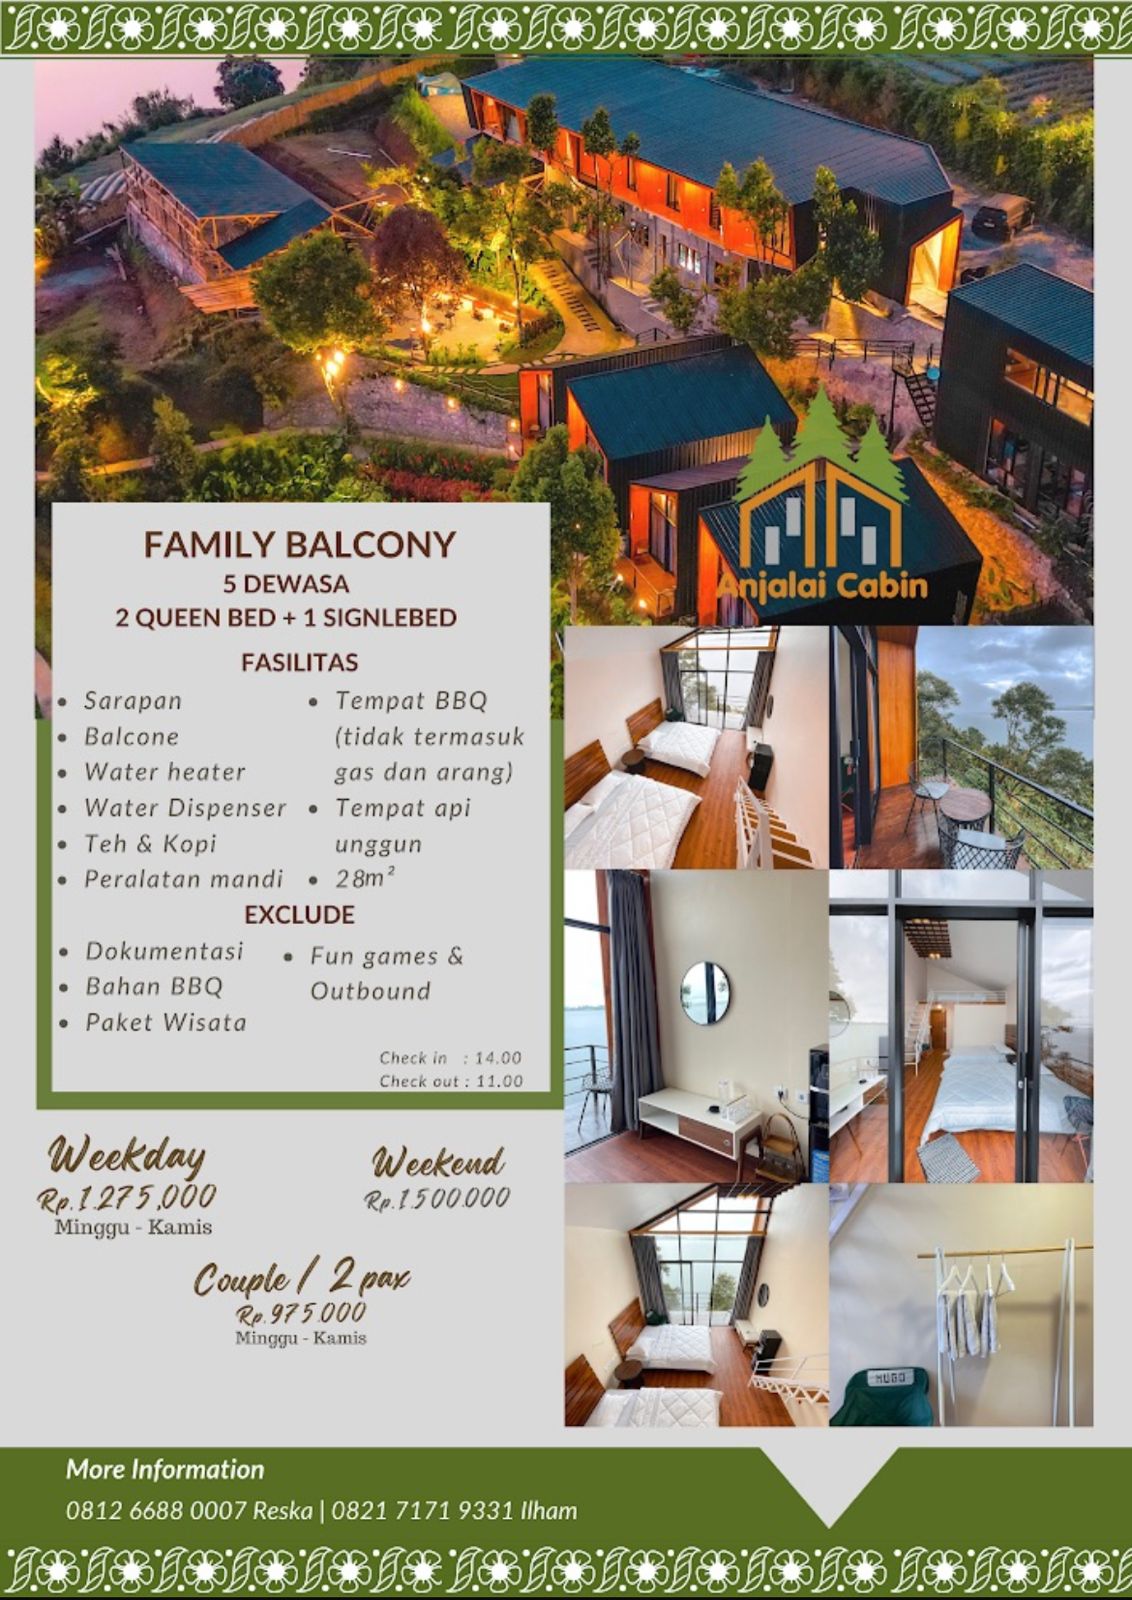 Anjalai Cabin
FAMILY BALCONY
5 DEWASA
2 QUEEN BED + 1 SIGNLEBED
FASILITAS
• Sarapan
• Balcone
• Water heater
• Water Dispenser
• Teh & Kopi
• Peralatan mandi
• Tempat BBQ
(tidak termasuk
gas dan arang)
• Tempat api
unggun
• 28m²
EXCLUDE
• Dokumentasi
• Bahan BBQ
• Paket Wisata
• Fun games &
Outbound
Check in : 14.00
Check out : 11.00
Weekday
Rp.1.275,000
Minggu - Kamis
Weekend
Rp.1.500.000
Couple / 2 pax
Rp.975.000
Minggu - Kamis
HUGO
More Information
0812 6688 0007 Reska | 0821 7171 9331 Ilham